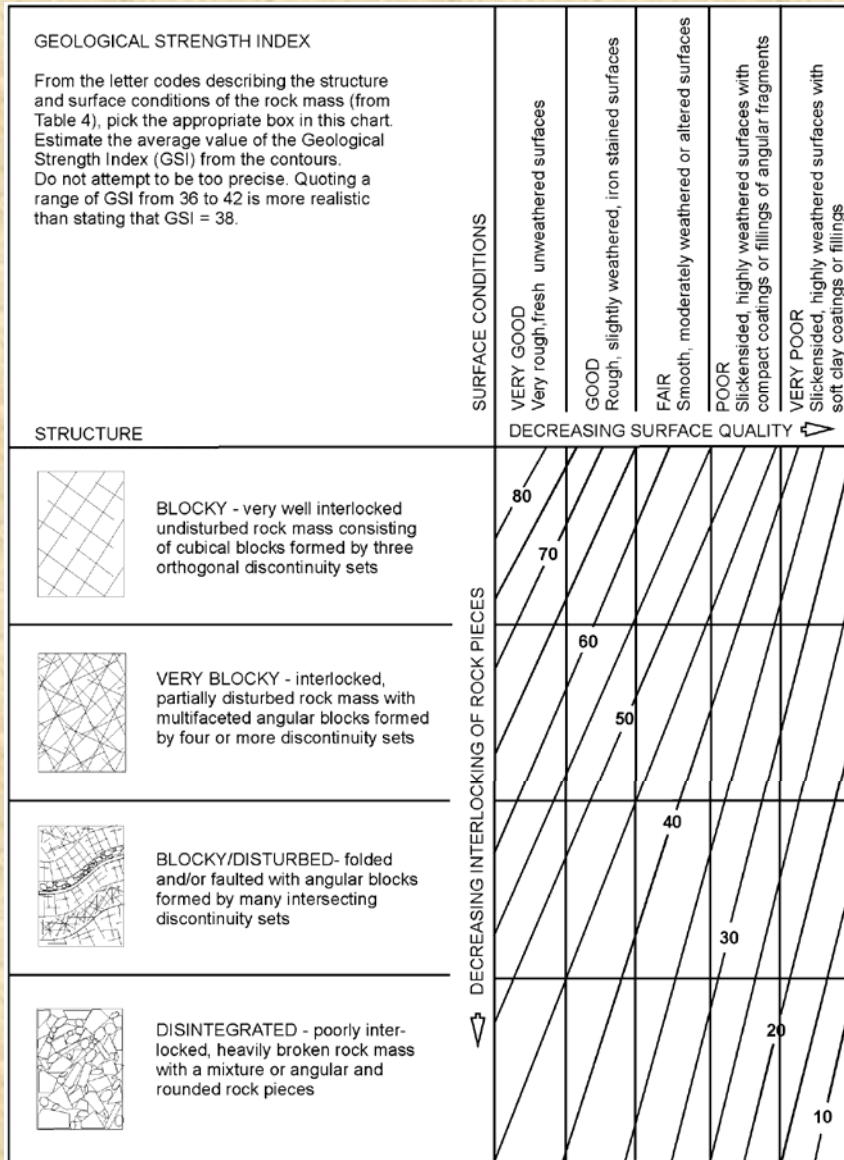 GEOLOGICAL STRENGTH INDEX
From the letter codes describing the structure
and surface conditions of the rock mass (from
Table 4), pick the appropriate box in this chart.
Estimate the average value of the Geological
Strength Index (GSI) from the contours.
Do not attempt to be too precise. Quoting a
range of GSI from 36 to 42 is more realistic
than stating that GSI = 38.
STRUCTURE
SURFACE CONDITIONS
VERY GOOD
Very rough,fresh unweathered surfaces
GOOD
Rough, slightly weathered, iron stained surfaces
FAIR
Smooth, moderately weathered or altered surfaces
POOR
Slickensided, highly weathered surfaces with
compact coatings or fillings of angular fragments
VERY POOR
Slickensided, highly weathered surfaces with
soft clay coatings or fillings
DECREASING SURFACE QUALITY
BLOCKY - very well interlocked
undisturbed rock mass consisting
of cubical blocks formed by three
orthogonal discontinuity sets
VERY BLOCKY - interlocked,
partially disturbed rock mass with
multifaceted angular blocks formed
by four or more discontinuity sets
BLOCKY/DISTURBED- folded
and/or faulted with angular blocks
formed by many intersecting
discontinuity sets
DISINTEGRATED - poorly inter-
locked, heavily broken rock mass
with a mixture or angular and
rounded rock pieces
DECREASING INTERLOCKING OF ROCK PIECES
80
70
60
50
40
30
20
10